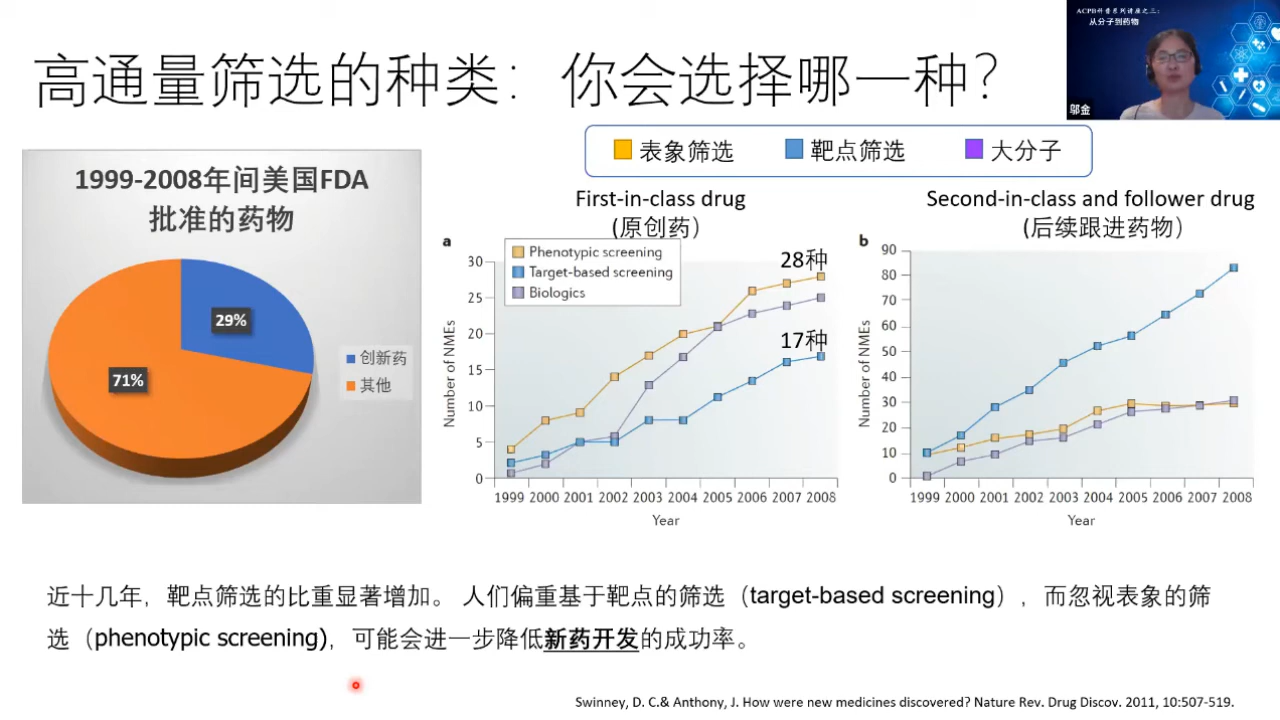 ACPB科普系列讲座之三：
从分子到药物
邬金
高通量筛选的种类：你会选择哪一种？
表象筛选 靶点筛选 大分子
1999-2008年间美国FDA
批准的药物
29%
71%
创新药
其他
First-in-class drug
(原创药)
a
Phenotypic screening
Target-based screening
Biologics
28种
17种
Number of NMEs
30
25
20
15
10
5
0
1999 2000 2001 2002 2003 2004 2005 2006 2007 2008
Year
Second-in-class and follower drug
(后续跟进药物)
b
Number of NMEs
90
80
70
60
50
40
30
20
10
0
1999 2000 2001 2002 2003 2004 2005 2006 2007 2008
Year
近十几年，靶点筛选的比重显著增加。 人们偏重基于靶点的筛选（target-based screening），而忽视表象的筛
选（phenotypic screening)，可能会进一步降低新药开发的成功率。
Swinney, D. C.& Anthony, J. How were new medicines discovered? Nature Rev. Drug Discov. 2011, 10:507-519.